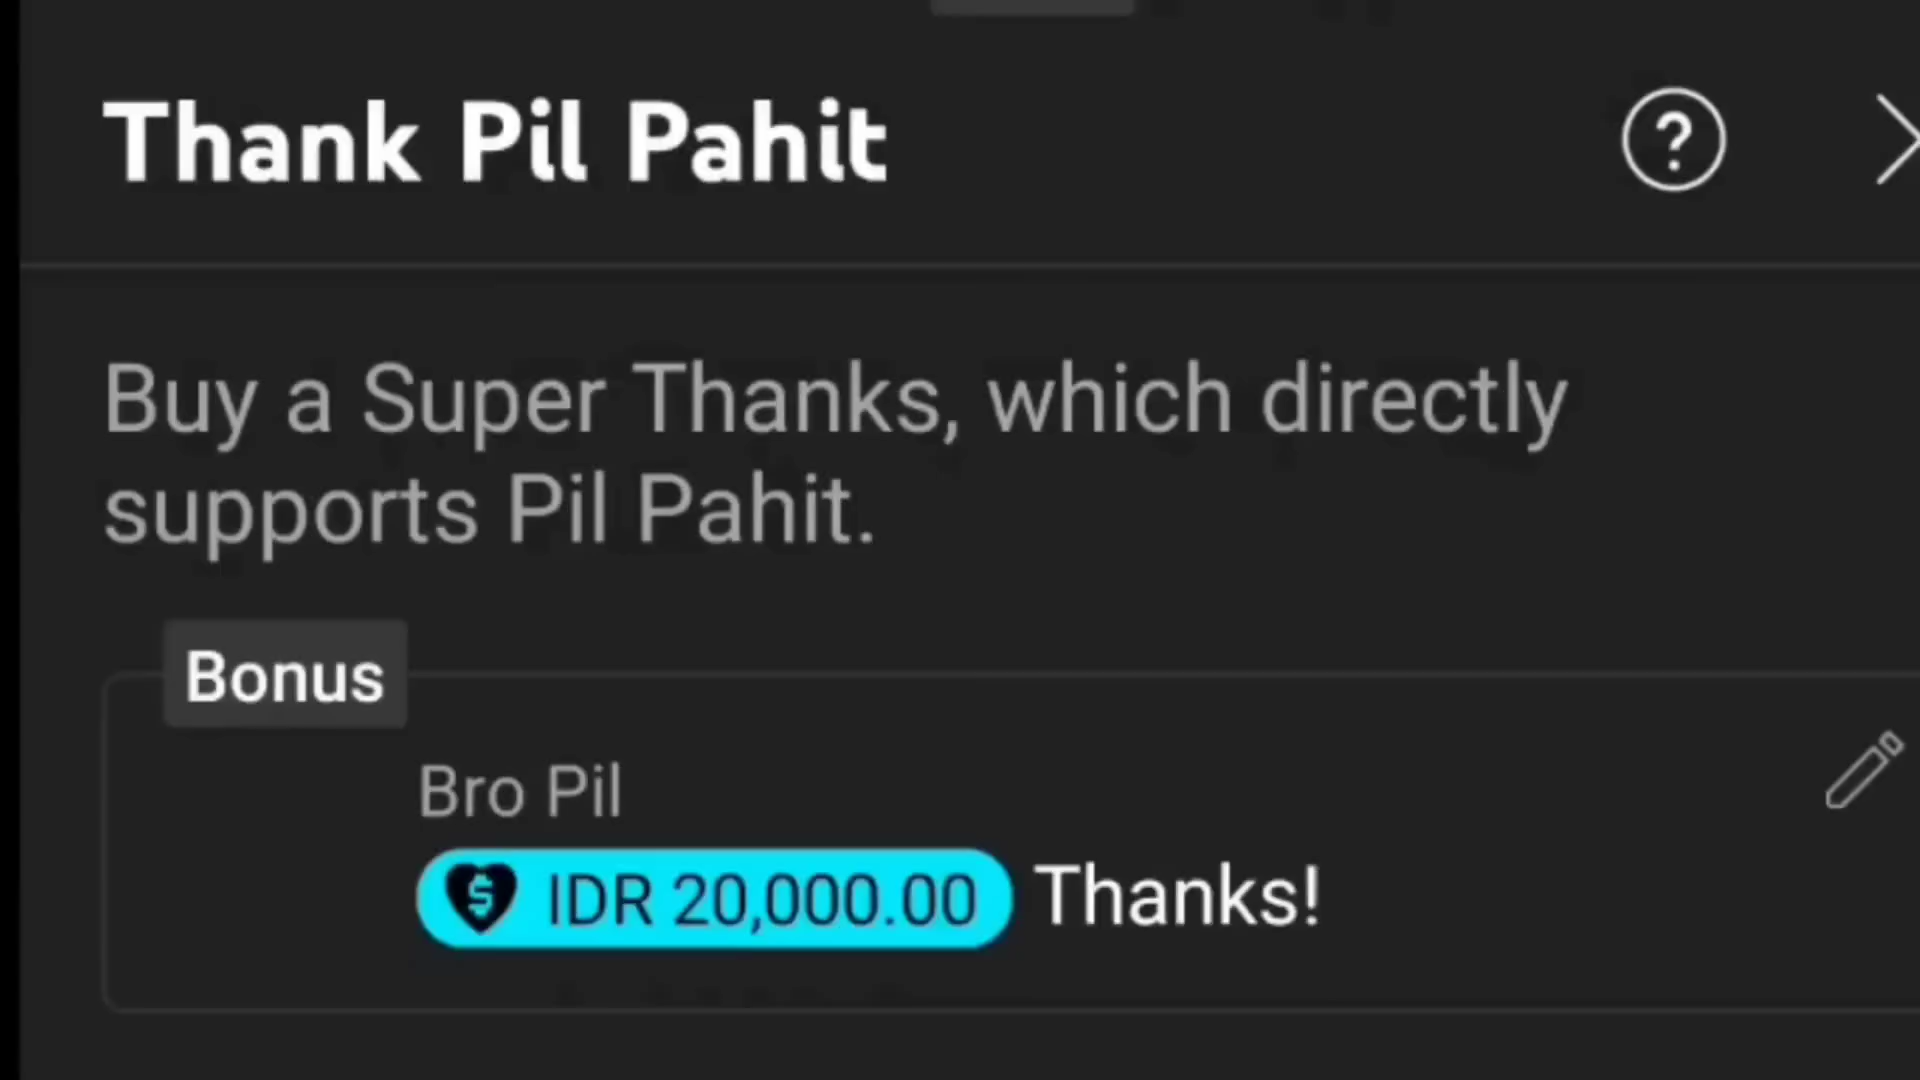 Thank Pil Pahit
Buy a Super Thanks, which directly
supports Pil Pahit.
Bonus
Bro Pil
IDR 20,000.00 Thanks!